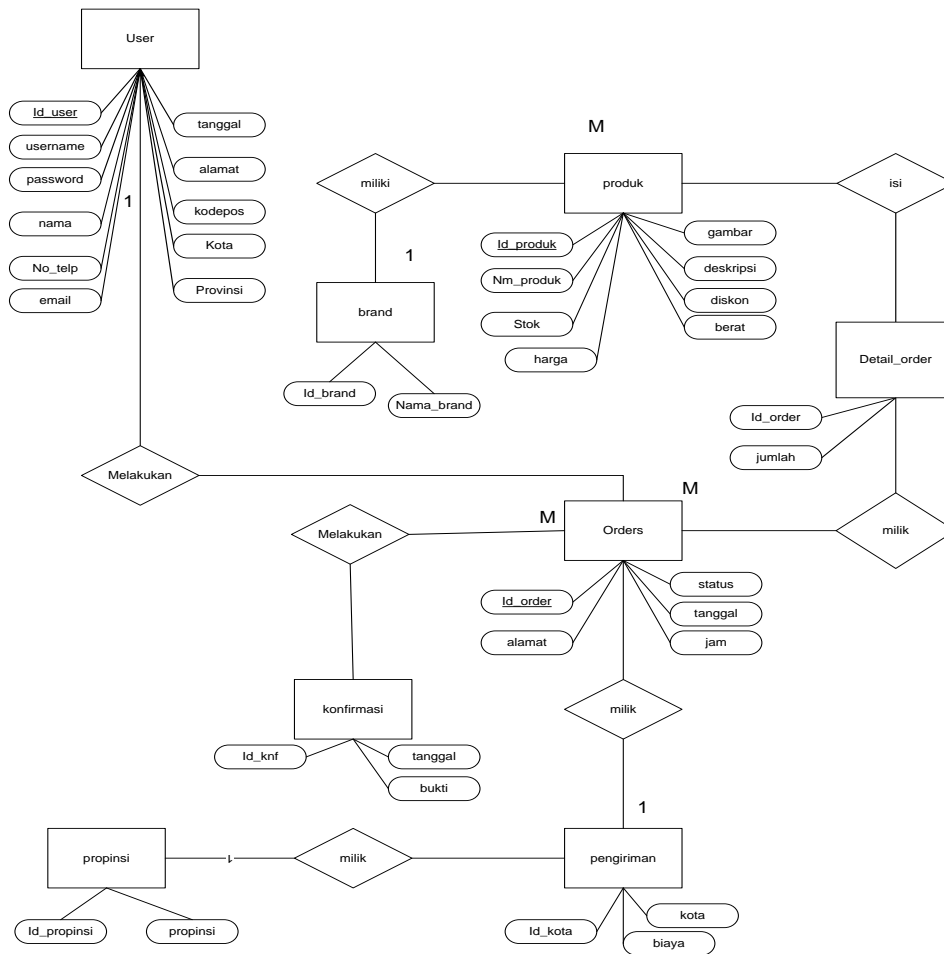 User
Id_user
tanggal
username
alamat
password
1
kodepos
nama
Kota
No_telp
Provinsi
email
M
miliki
produk
isi
Id_produk
gambar
Nm_produk
deskripsi
diskon
Stok
berat
harga
1
brand
Id_brand
Nama_brand
Detail_order
Id_order
jumlah
Melakukan
M
M
Melakukan
Orders
milik
Id_order
status
tanggal
alamat
jam
konfirmasi
milik
Id_knf
tanggal
bukti
1
propinsi
1
milik
pengiriman
Id_propinsi
propinsi
Id_kota
kota
biaya